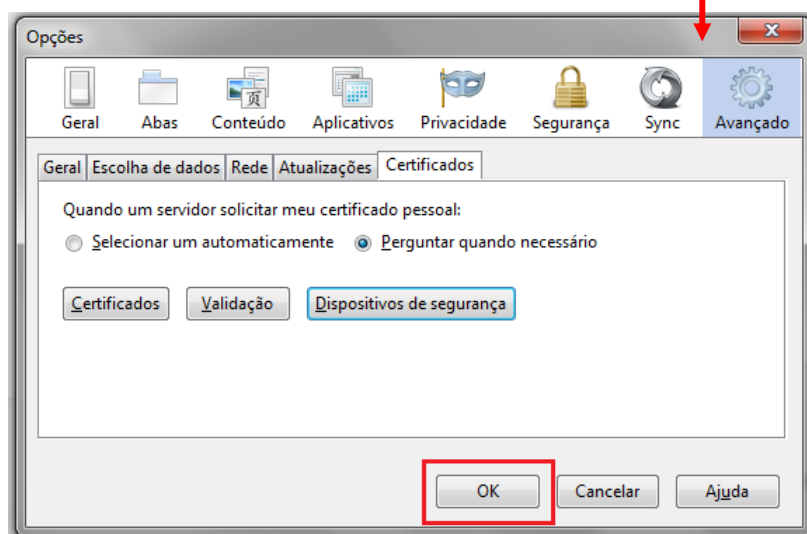 Opções
Geral Abas Conteúdo Aplicativos Privacidade Segurança Sync Avançado
Geral Escolha de dados Rede Atualizações Certificados
Quando um servidor solicitar meu certificado pessoal:
Selecionar um automaticamente Perguntar quando necessário
Certificados Validação Dispositivos de segurança
OK Cancelar Ajuda